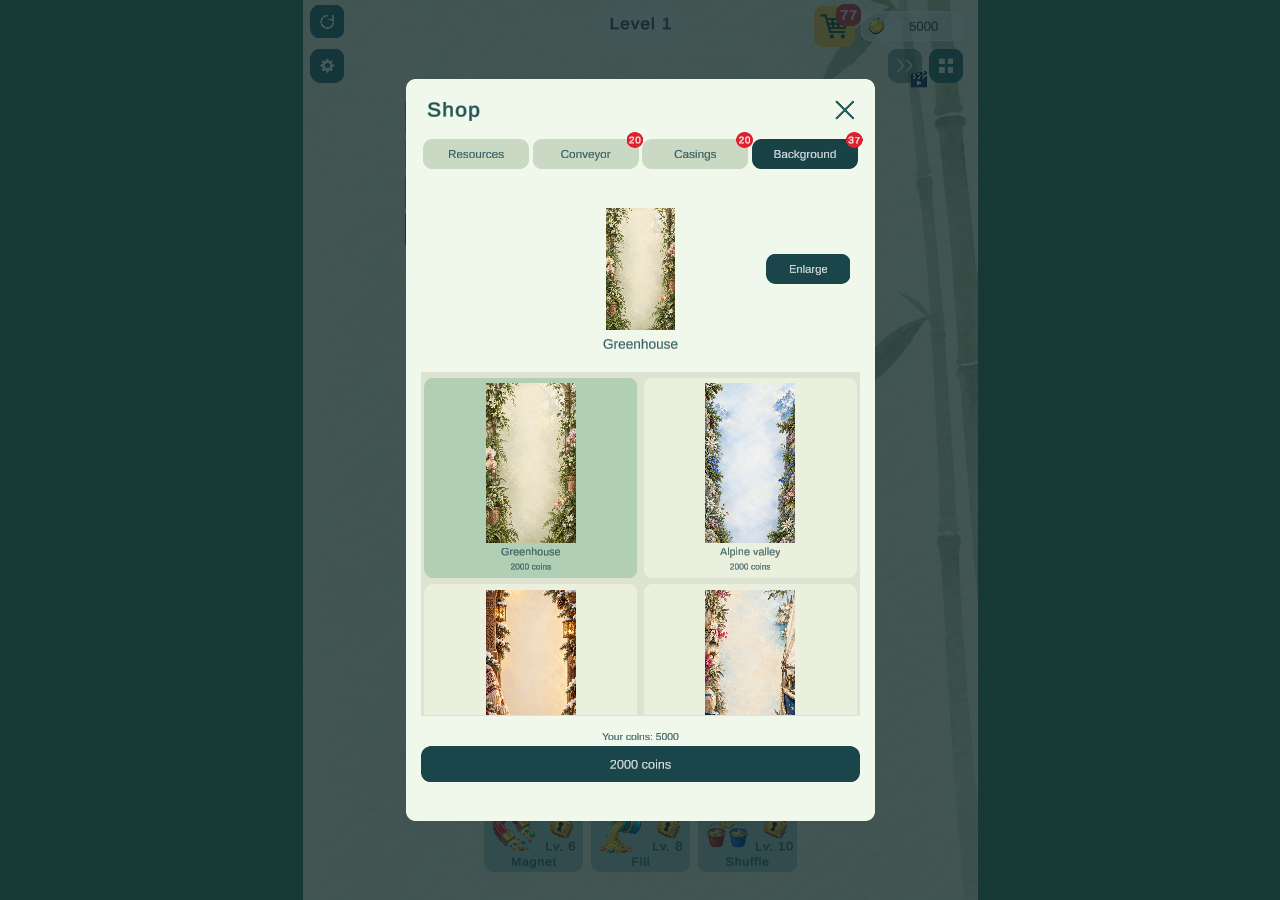 Level 1
77
5000
Shop
Resources
Conveyor
20
Casings
20
Background
37
Enlarge
Greenhouse
Greenhouse
2000 coins
Alpine valley
2000 coins
Your coins: 5000
2000 coins
Lv. 6
Magnet
Lv. 8
Fill
Lv. 10
Shuffle